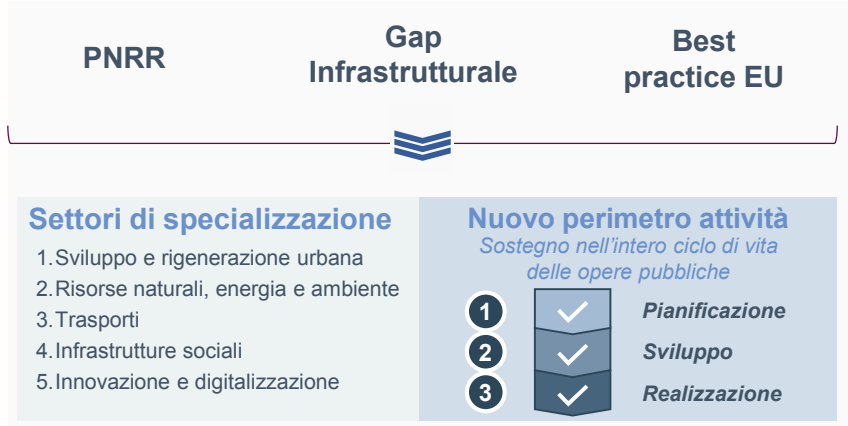 PNRR
Gap
Infrastrutturale
Best
practice EU
Settori di specializzazione
1.Sviluppo e rigenerazione urbana
2.Risorse naturali, energia e ambiente
3.Trasporti
4.Infrastrutture sociali
5.Innovazione e digitalizzazione
Nuovo perimetro attività
Sostegno nell'intero ciclo di vita
delle opere pubbliche
1 Pianificazione
2 Sviluppo
3 Realizzazione